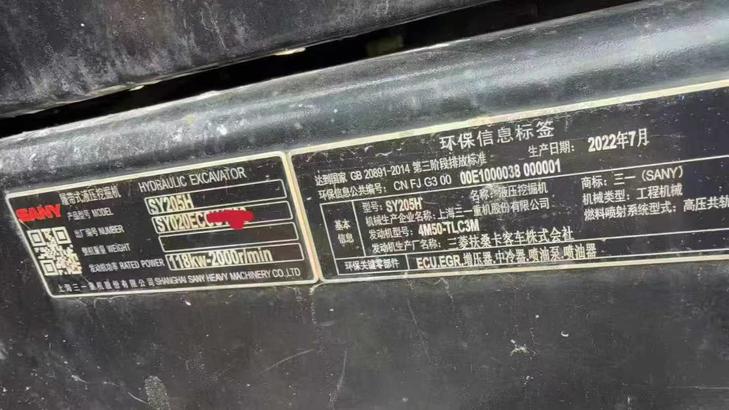 履带式液压挖掘机 HYDRAULIC EXCAVATOR
SANY
产品型号 MODEL SY205H
出厂编号 NUMBER SY020EC
整机重量 WEIGHT
发动机功率 RATED POWER 118kw-2000r/min
上海三一重机股份有限公司 SHANGHAI SANY HEAVY MACHINERY CO.,LTD
环保信息标签
达到国家 GB 20891-2014 第三阶段排放标准 生产日期: 2022年7月
环保信息公共编号: CN FJ G3 00 00E1000038 000001
基本信息
型号: SY205H 名称: 液压挖掘机 商标: 三一 (SANY)
机械生产企业名称: 上海三一重机股份有限公司 机械类型: 工程机械
发动机型号: 4M50-TLC3M 燃料喷射系统型式: 高压共轨
发动机生产厂名称: 三菱扶桑卡客车株式会社
环保关键零部件 ECU.EGR.增压器.中冷器.喷油泵.喷油器